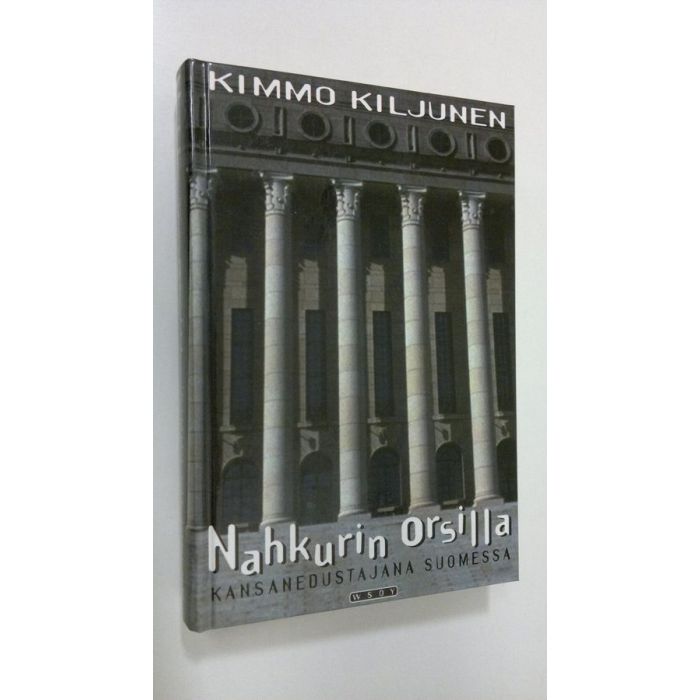 KIMMO KILJUNEN
Nahkurin orsilla
KANSANEDUSTAJANA SUOMESSA
WSOY